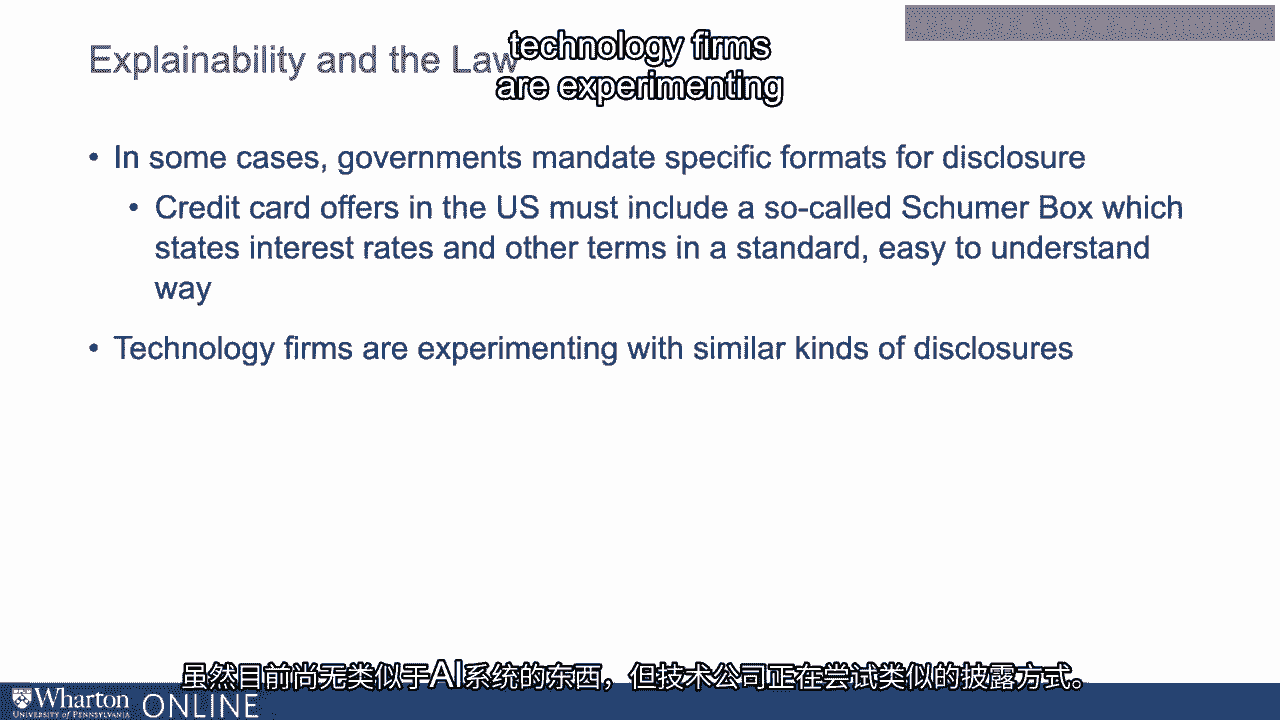 Explainability and the Law
technology firms
are experimenting
• In some cases, governments mandate specific formats for disclosure
• Credit card offers in the US must include a so-called Schumer Box which
states interest rates and other terms in a standard, easy to understand
way
• Technology firms are experimenting with similar kinds of disclosures
虽然目前尚无类似于AI系统的东西，但技术公司正在尝试类似的披露方式。
Wharton
UNIVERSITY OF PENNSYLVANIA
ONLINE